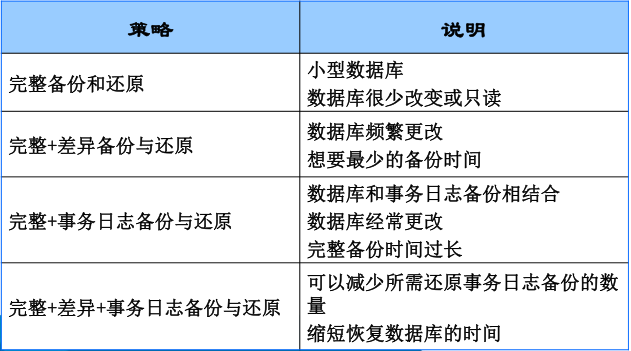 策略
说明
完整备份和还原
小型数据库
数据库很少改变或只读
完整+差异备份与还原
数据库频繁更改
想要最少的备份时间
完整+事务日志备份与还原
数据库和事务日志备份相结合
数据库经常更改
完整备份时间过长
完整+差异+事务日志备份与还原
可以减少所需还原事务日志备份的数
量
缩短恢复数据库的时间